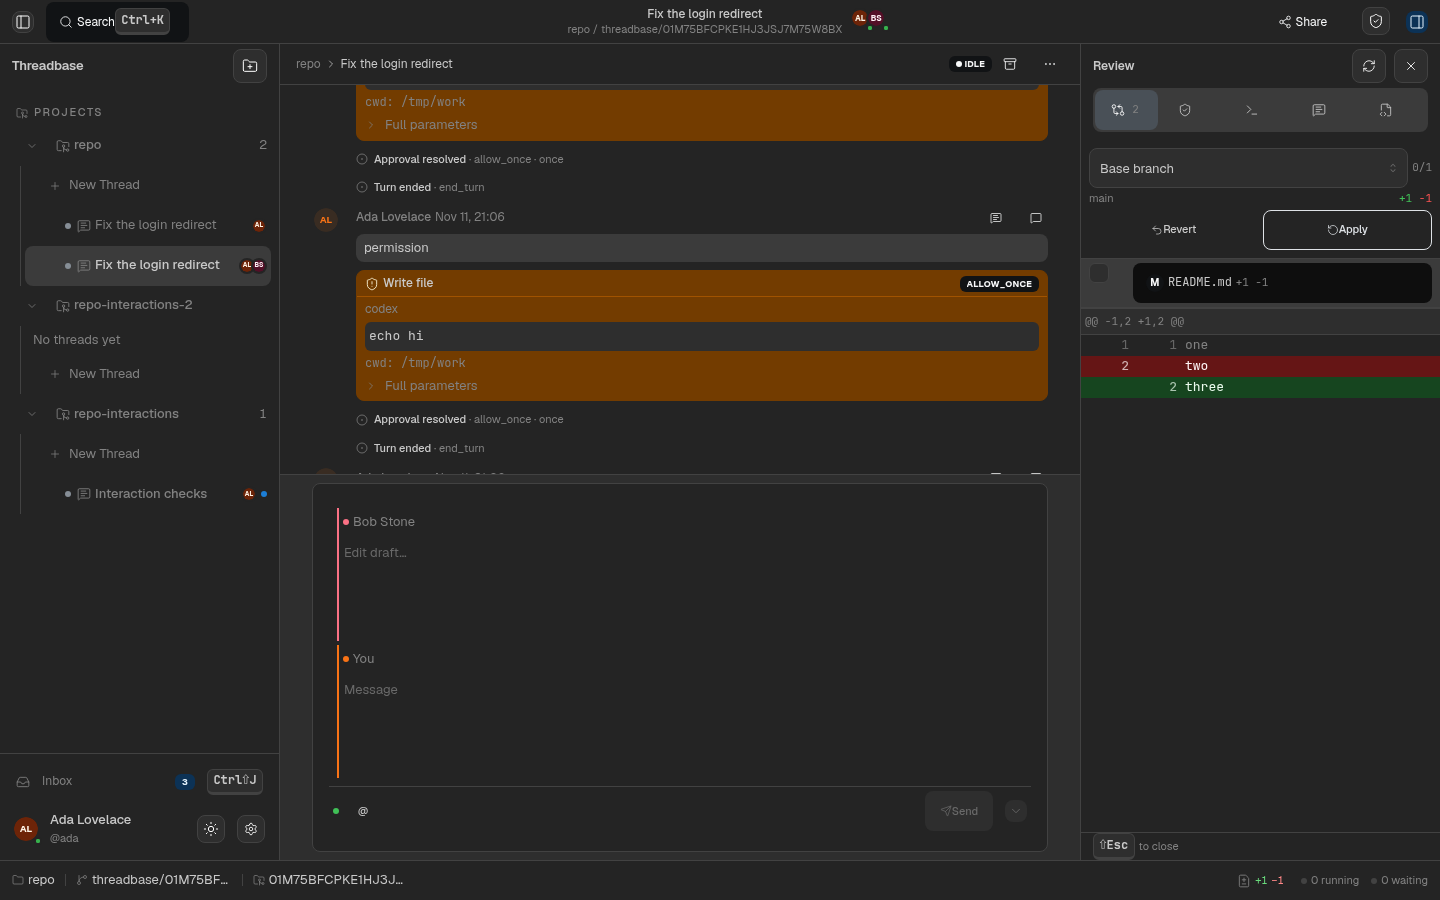 Search Ctrl+K
Fix the login redirect
repo / threadbase/01M75BFCPKE1HJ3JSJ7M75W8BX
AL BS
Share
Threadbase
PROJECTS
repo 2
New Thread
Fix the login redirect AL
Fix the login redirect AL BS
repo-interactions-2
No threads yet
New Thread
repo-interactions 1
New Thread
Interaction checks AL
Inbox 3 Ctrl⇧J
AL Ada Lovelace
@ada
repo > Fix the login redirect IDLE
cwd: /tmp/work
Full parameters
Approval resolved · allow_once · once
Turn ended · end_turn
AL Ada Lovelace Nov 11, 21:06
permission
Write file ALLOW_ONCE
codex
echo hi
cwd: /tmp/work
Full parameters
Approval resolved · allow_once · once
Turn ended · end_turn
Bob Stone
Edit draft…
You
Message
@ Send
Review
2
Base branch 0/1
main +1 -1
Revert Apply
M README.md +1 -1
@@ -1,2 +1,2 @@
1 1 one
2 two
2 three
⇧Esc to close
repo threadbase/01M75BF… 01M75BFCPKE1HJ3J…
+1 −1 0 running 0 waiting